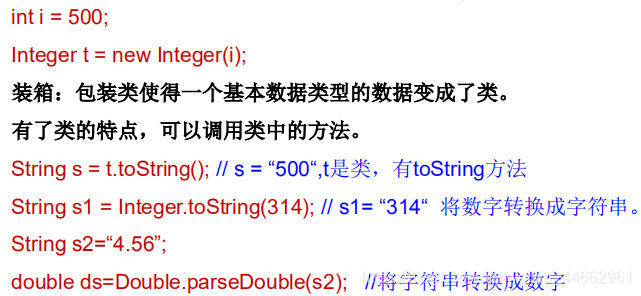 int i = 500;
Integer t = new Integer(i);
装箱：包装类使得一个基本数据类型的数据变成了类。
有了类的特点，可以调用类中的方法。
String s = t.toString(); // s = “500“,t是类，有toString方法
String s1 = Integer.toString(314); // s1= “314“ 将数字转换成字符串。
String s2=“4.56”;
double ds=Double.parseDouble(s2); //将字符串转换成数字